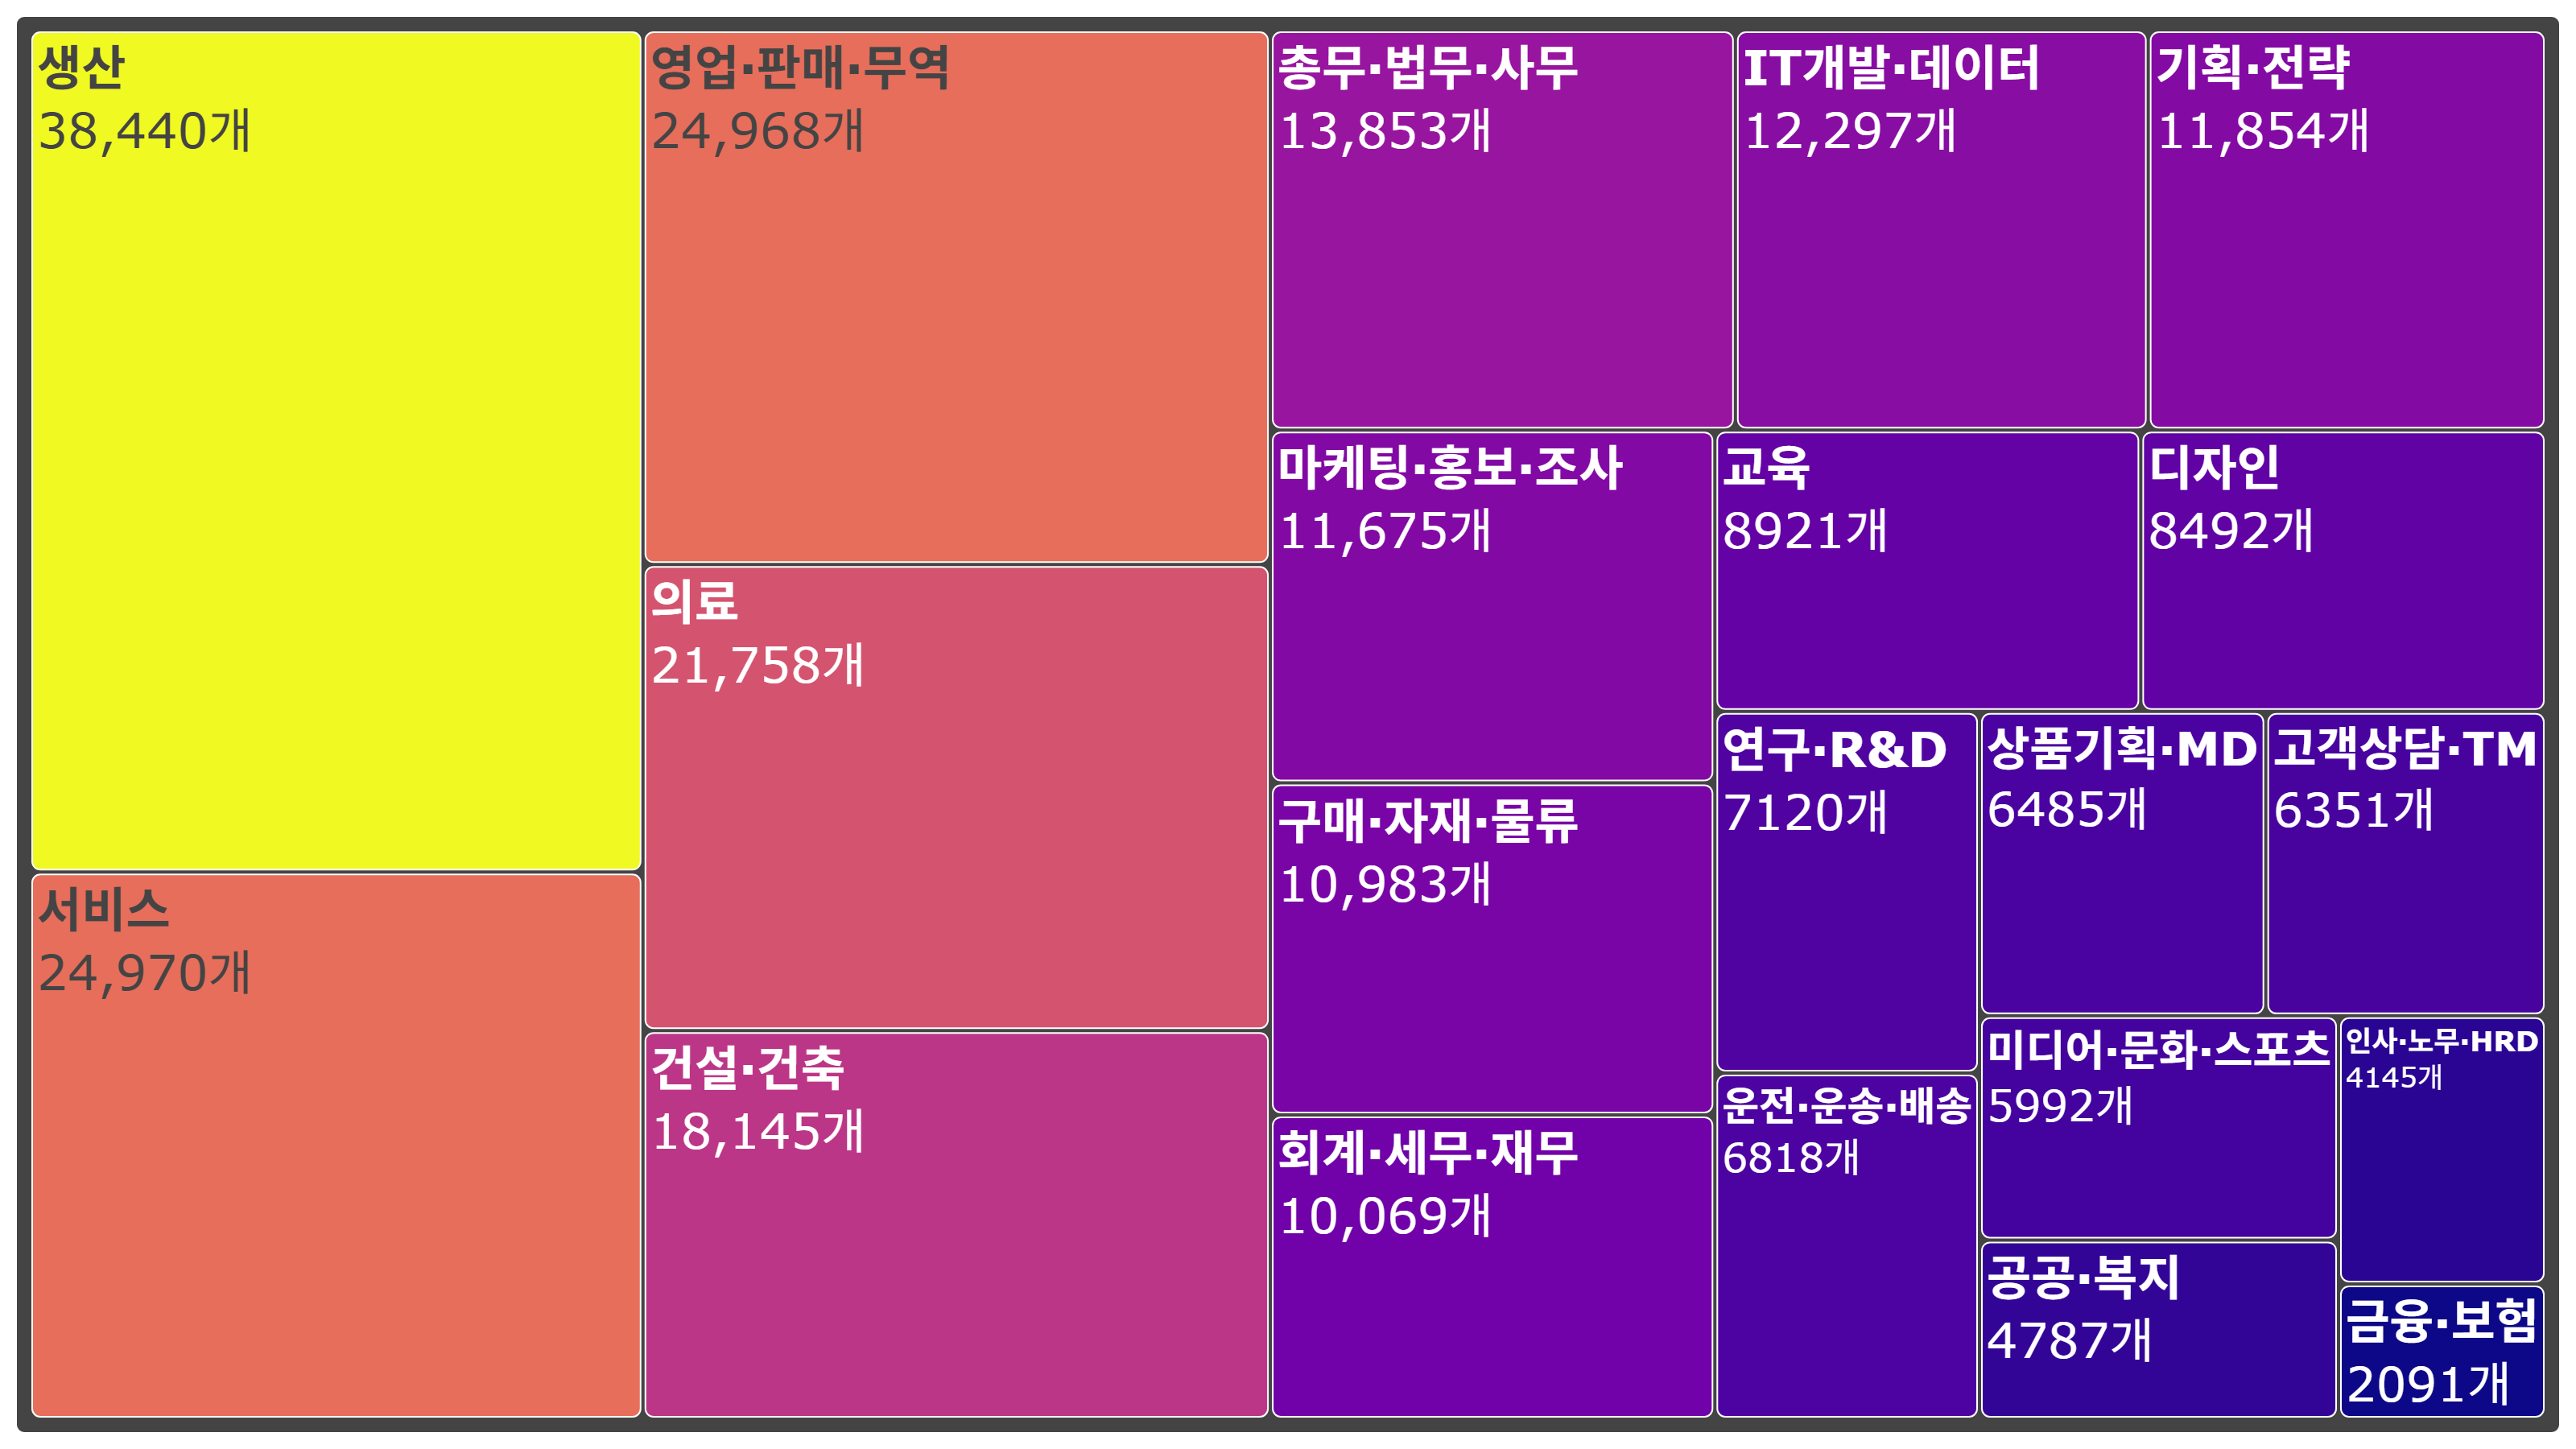 생산
38,440개
서비스
24,970개
영업·판매·무역
24,968개
의료
21,758개
건설·건축
18,145개
총무·법무·사무
13,853개
IT개발·데이터
12,297개
기획·전략
11,854개
마케팅·홍보·조사
11,675개
구매·자재·물류
10,983개
회계·세무·재무
10,069개
교육
8921개
디자인
8492개
연구·R&D
7120개
운전·운송·배송
6818개
상품기획·MD
6485개
고객상담·TM
6351개
미디어·문화·스포츠
5992개
공공·복지
4787개
인사·노무·HRD
4145개
금융·보험
2091개